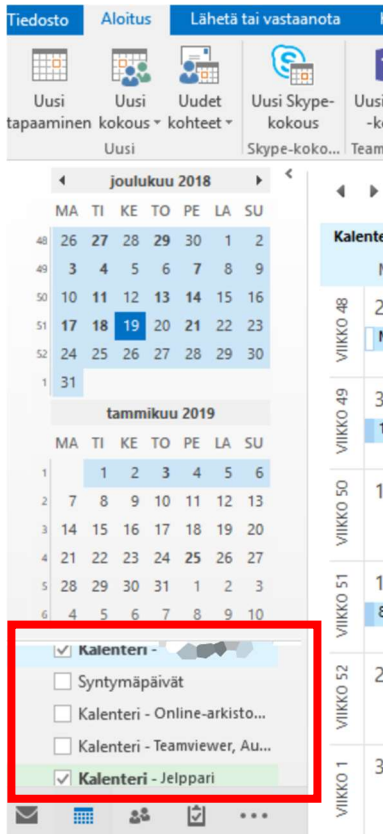 Tiedosto Aloitus Lähetä tai vastaanota
Uusi tapaaminen
Uusi kokous
Uudet kohteet
Uusi Skype-kokous
Uusi
Skype-koko...
joulukuu 2018
MA TI KE TO PE LA SU
48 26 27 28 29 30 1 2
49 3 4 5 6 7 8 9
50 10 11 12 13 14 15 16
51 17 18 19 20 21 22 23
52 24 25 26 27 28 29 30
1 31
tammikuu 2019
MA TI KE TO PE LA SU
1 1 2 3 4 5 6
2 7 8 9 10 11 12 13
3 14 15 16 17 18 19 20
4 21 22 23 24 25 26 27
5 28 29 30 31 1 2 3
6 4 5 6 7 8 9 10
Kalenteri -
Syntymäpäivät
Kalenteri - Online-arkisto...
Kalenteri - Teamviewer, Au...
Kalenteri - Jelppari
VIIKKO 48
VIIKKO 49
VIIKKO 50
VIIKKO 51
VIIKKO 52
VIIKKO 1